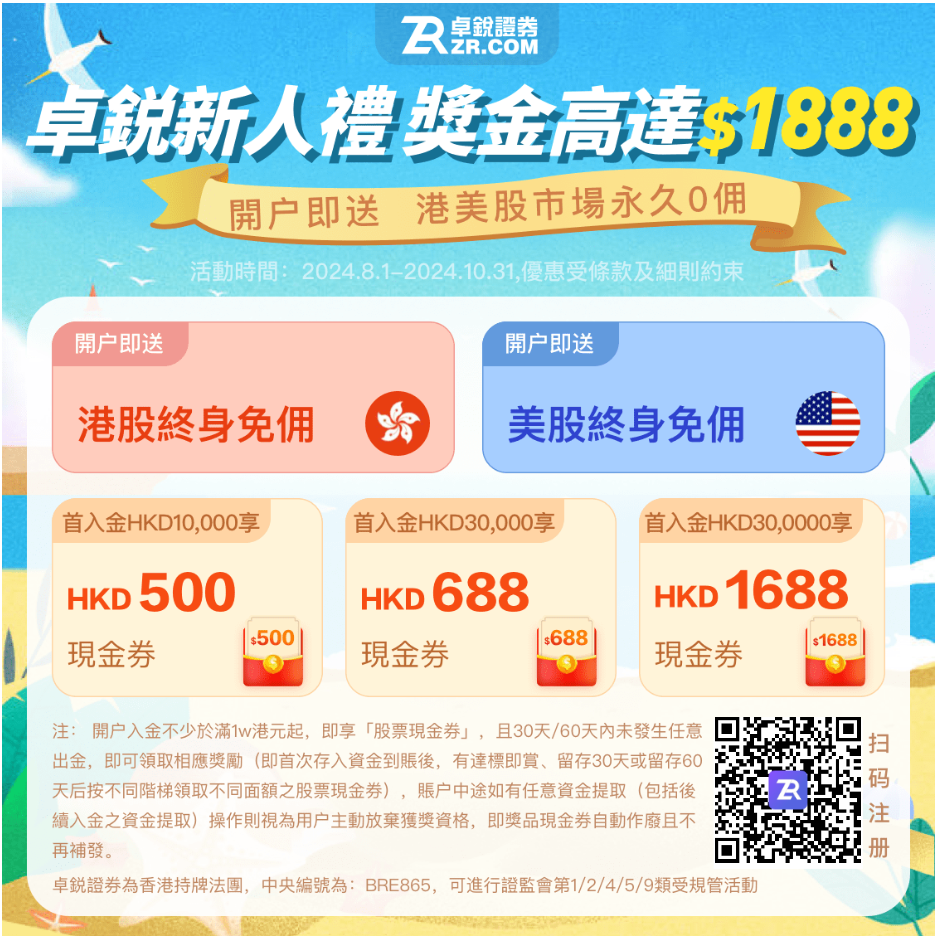 卓銳證券
ZR.COM
卓銳新人禮 獎金高達$1888
開户即送 港美股市場永久0佣
活動時間：2024.8.1-2024.10.31,優惠受條款及細則約束
開户即送
港股終身免佣
開户即送
美股終身免佣
首入金HKD10,000享
HKD 500
現金券
$500
首入金HKD30,000享
HKD 688
現金券
$688
首入金HKD30,0000享
HKD 1688
現金券
$1688
注： 開户入金不少於滿1w港元起，即享「股票現金券」，且30天/60天內未發生任意
出金，即可領取相應獎勵（即首次存入資金到賬後，有達標即賞、留存30天或留存60
天后按不同階梯領取不同面額之股票現金券），賬户中途如有任意資金提取（包括後
續入金之資金提取）操作則視為用户主動放棄獲獎資格，即獎品現金券自動作廢且不
再補發。
卓銳證券為香港持牌法團，中央編號為：BRE865，可進行證監會第1/2/4/5/9類受規管活動
ZR
扫码注册